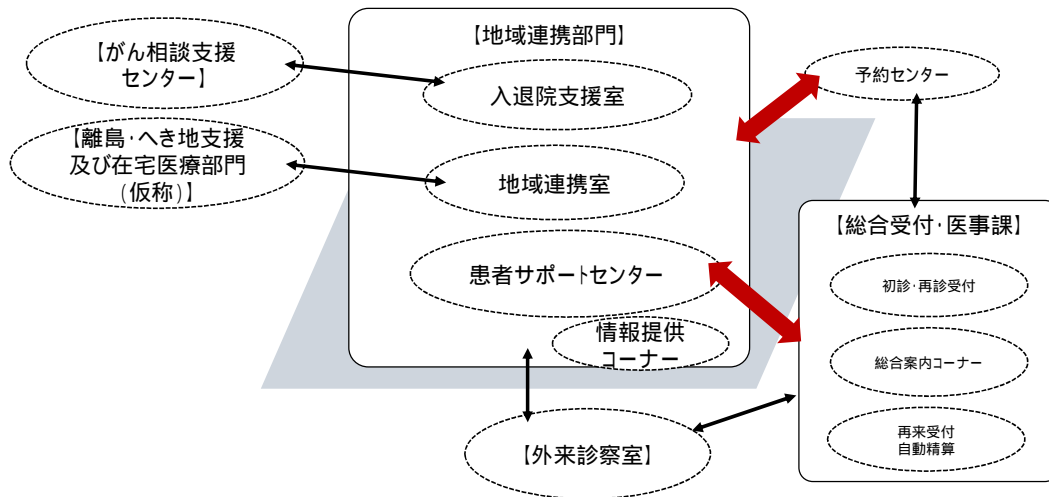 【地域連携部門】
【がん相談支援
センター】
入退院支援室
予約センター
【離島･へき地支援
及び在宅医療部門
(仮称)】
地域連携室
【総合受付･医事課】
患者サポートセンター
初診･再診受付
情報提供
コーナー
総合案内コーナー
再来受付
自動精算
【外来診察室】